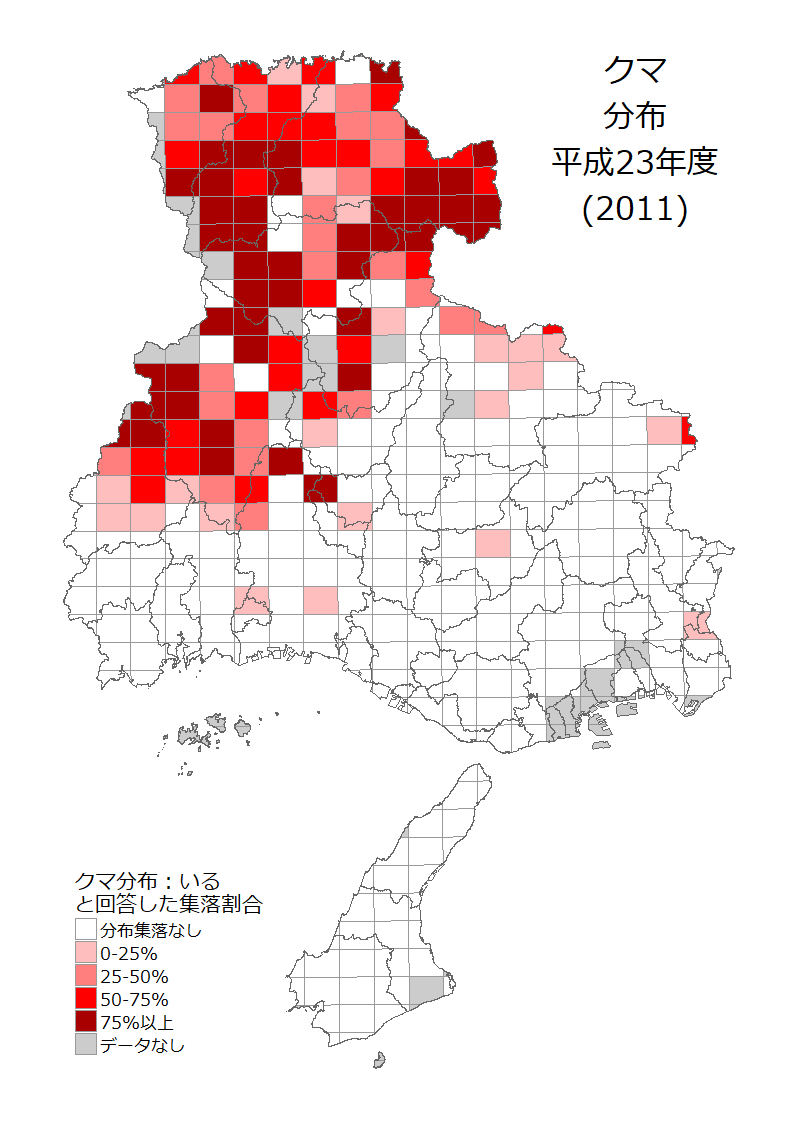 クマ
分布
平成23年度
(2011)
クマ分布：いる
と回答した集落割合
分布集落なし
0-25%
25-50%
50-75%
75%以上
データなし